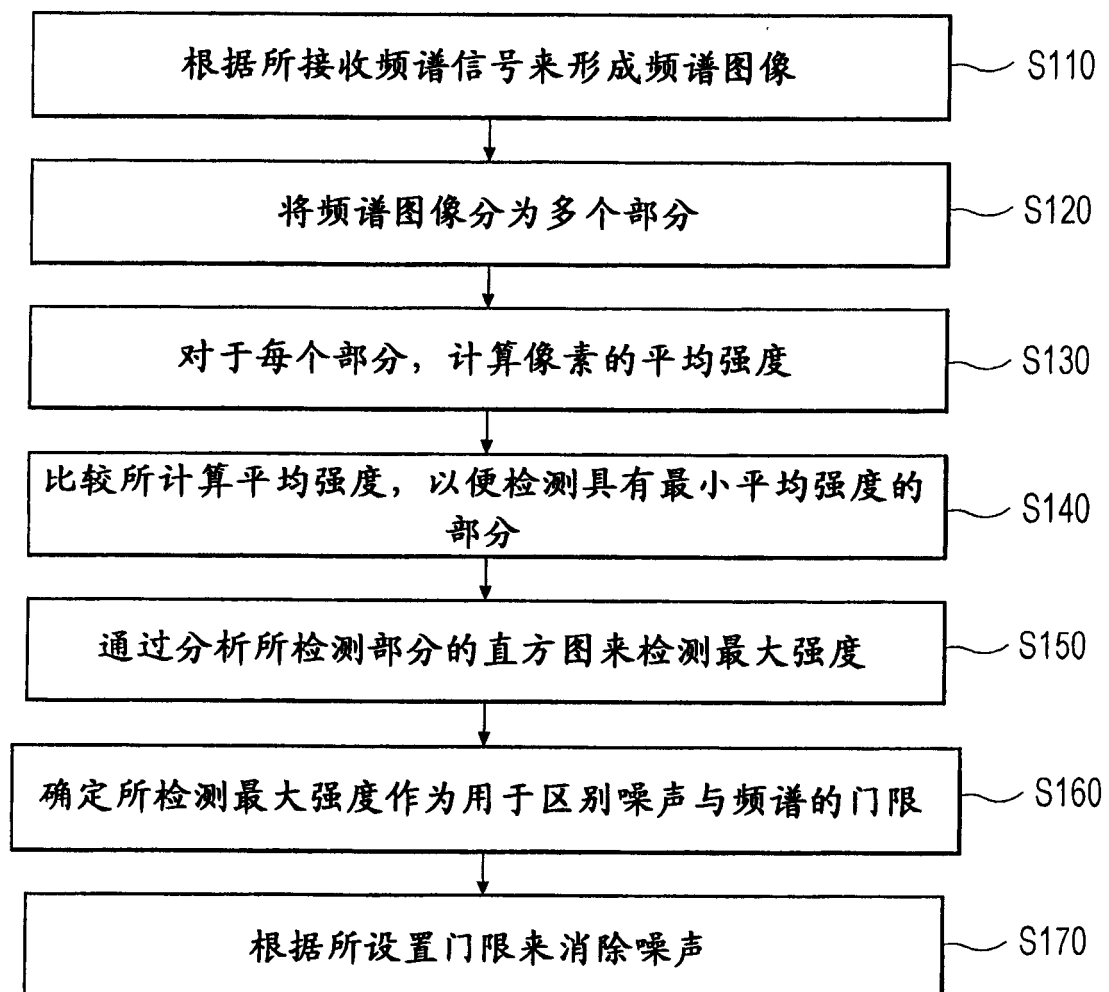 根据所接收频谱信号来形成频谱图像
S110
将频谱图像分为多个部分
S120
对于每个部分，计算像素的平均强度
S130
比较所计算平均强度，以便检测具有最小平均强度的
部分
S140
通过分析所检测部分的直方图来检测最大强度
S150
确定所检测最大强度作为用于区别噪声与频谱的门限
S160
根据所设置门限来消除噪声
S170